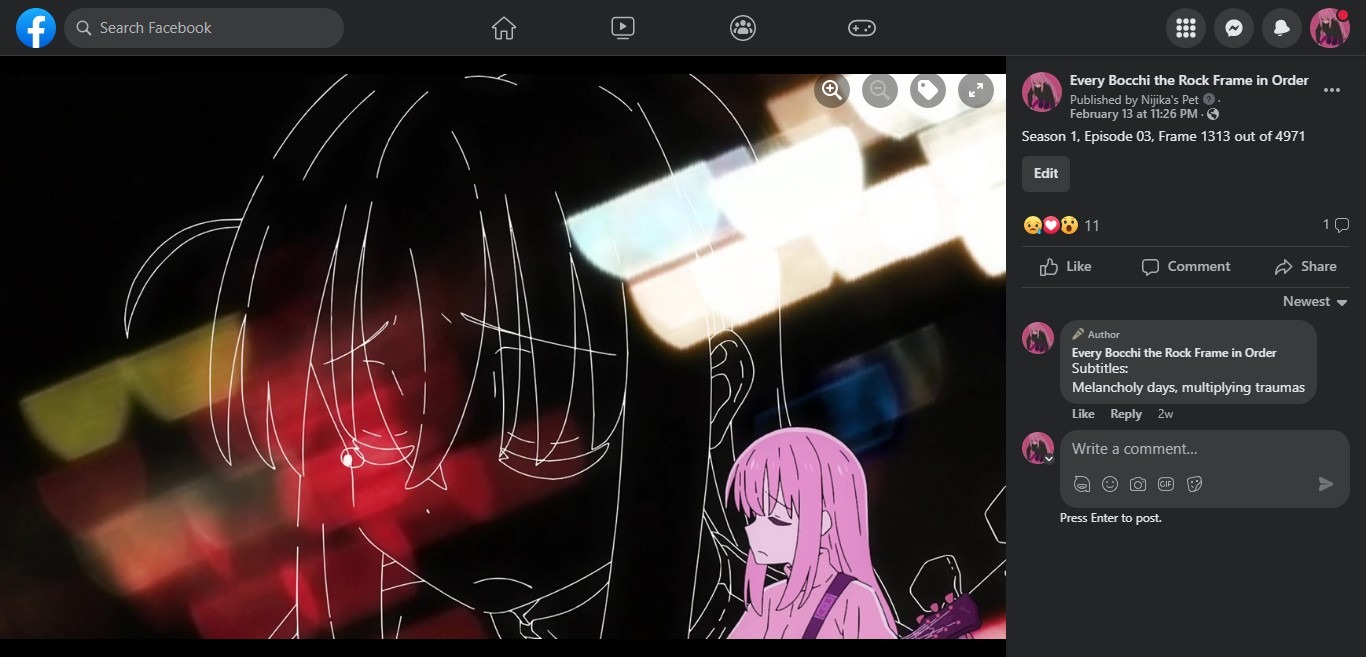 Search Facebook
Every Bocchi the Rock Frame in Order
Published by Nijika's Pet ·
February 13 at 11:26 PM ·
Season 1, Episode 03, Frame 1313 out of 4971
Edit
11
1
Like Comment Share
Newest
Author
Every Bocchi the Rock Frame in Order
Subtitles:
Melancholy days, multiplying traumas
Like Reply 2w
Write a comment…
GIF
Press Enter to post.